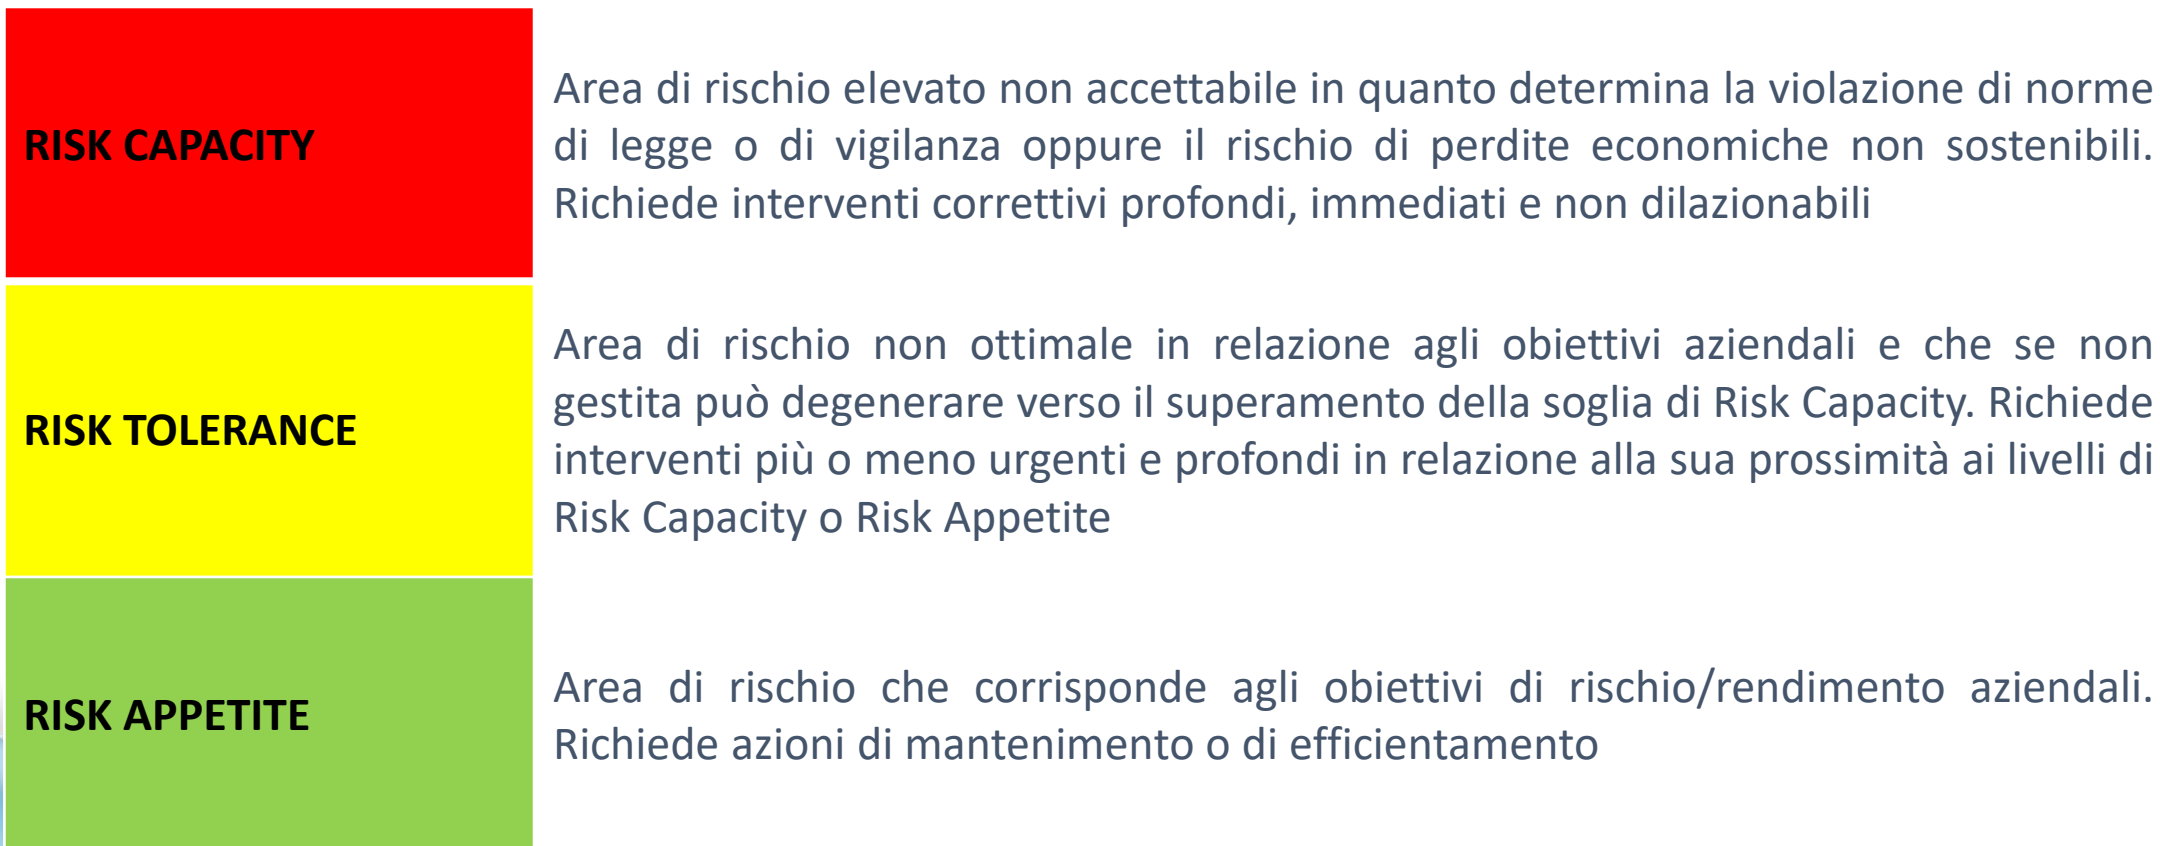 RISK CAPACITY
Area di rischio elevato non accettabile in quanto determina la violazione di norme
di legge o di vigilanza oppure il rischio di perdite economiche non sostenibili.
Richiede interventi correttivi profondi, immediati e non dilazionabili
RISK TOLERANCE
Area di rischio non ottimale in relazione agli obiettivi aziendali e che se non
gestita può degenerare verso il superamento della soglia di Risk Capacity. Richiede
interventi più o meno urgenti e profondi in relazione alla sua prossimità ai livelli di
Risk Capacity o Risk Appetite
RISK APPETITE
Area di rischio che corrisponde agli obiettivi di rischio/rendimento aziendali.
Richiede azioni di mantenimento o di efficientamento